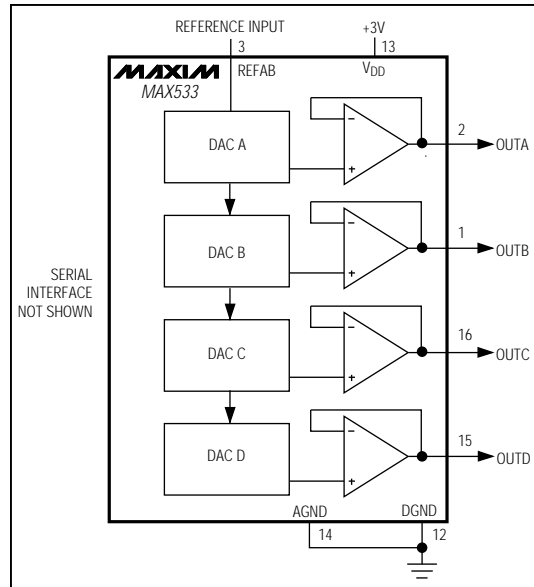 REFERENCE INPUT
+3V
3
13
MAXIM
REFAB
VDD
MAX533
DAC A
-
+
2
OUTA
DAC B
-
+
1
OUTB
SERIAL
INTERFACE
NOT SHOWN
DAC C
-
+
16
OUTC
DAC D
-
+
15
OUTD
AGND
DGND
14
12